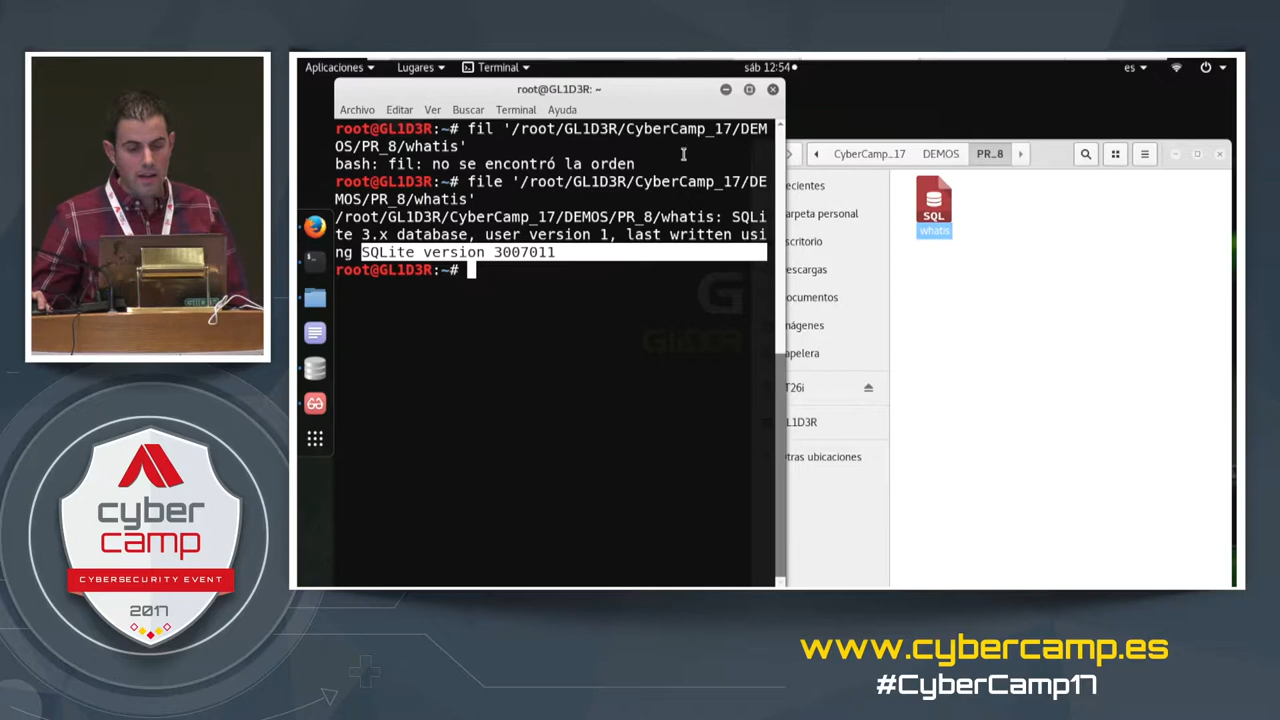 Aplicaciones
Lugares
Terminal
sáb 12:54
es
root@GL1D3R: ~
Archivo Editar Ver Buscar Terminal Ayuda
root@GL1D3R:~# fil '/root/GL1D3R/CyberCamp_17/DEM
OS/PR_8/whatis'
bash: fil: no se encontró la orden
root@GL1D3R:~# file '/root/GL1D3R/CyberCamp_17/DE
MOS/PR_8/whatis'
/root/GL1D3R/CyberCamp_17/DEMOS/PR_8/whatis: SQLi
te 3.x database, user version 1, last written usi
ng SQLite version 3007011
root@GL1D3R:~#
CyberCamp_17
DEMOS
PR_8
ecientes
arpeta personal
scritorio
escargas
ocumentos
mágenes
apelera
T26i
L1D3R
tras ubicaciones
SQL
whatis
cyber
camp
CYBERSECURITY EVENT
2017
www.cybercamp.es
#CyberCamp17